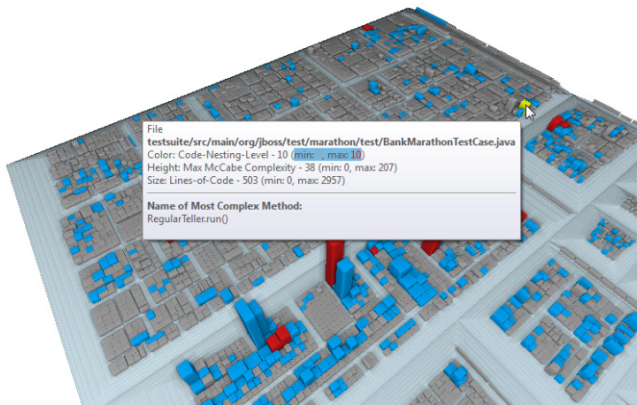 File
testsuite/src/main/org/jboss/test/marathon/test/BankMarathonTestCase.java
Color: Code-Nesting-Level - 10 (min: , max: 10)
Height: Max McCabe Complexity - 38 (min: 0, max: 207)
Size: Lines-of-Code - 503 (min: 0, max: 2957)
Name of Most Complex Method:
RegularTeller.run()